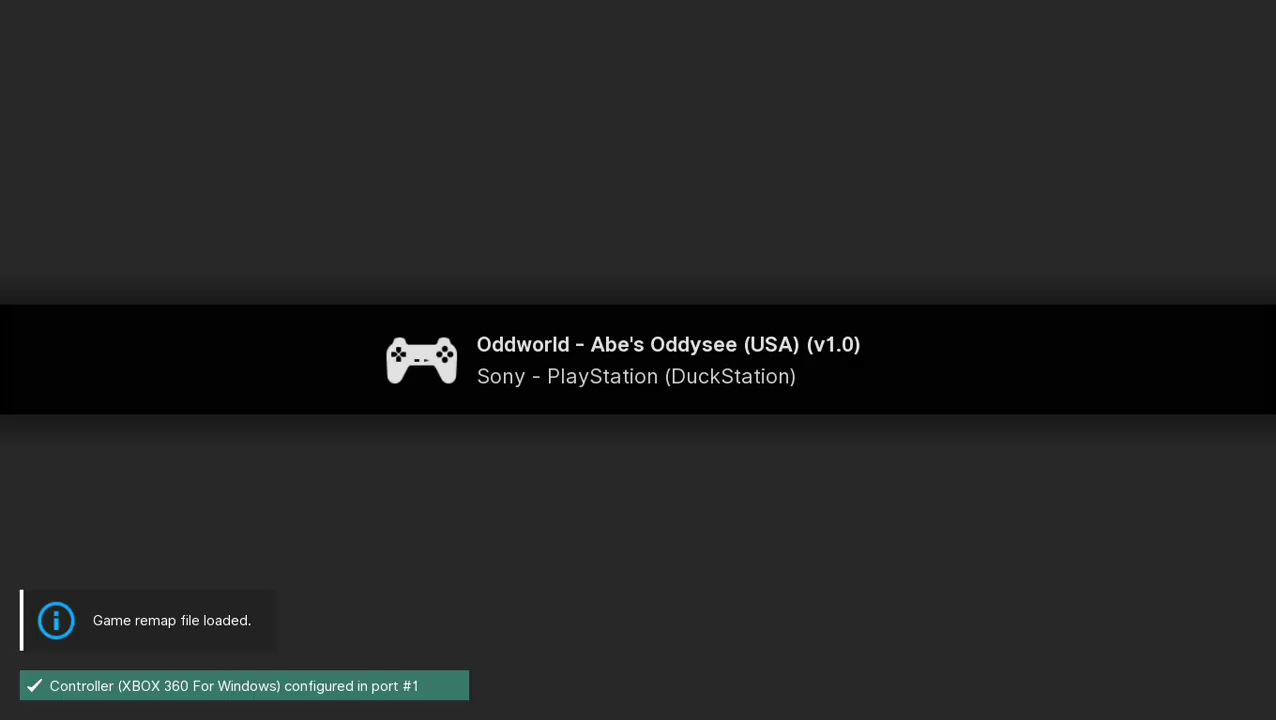 Oddworld - Abe's Oddysee (USA) (v1.0)
Sony - PlayStation (DuckStation)
Game remap file loaded.
Controller (XBOX 360 For Windows) configured in port #1